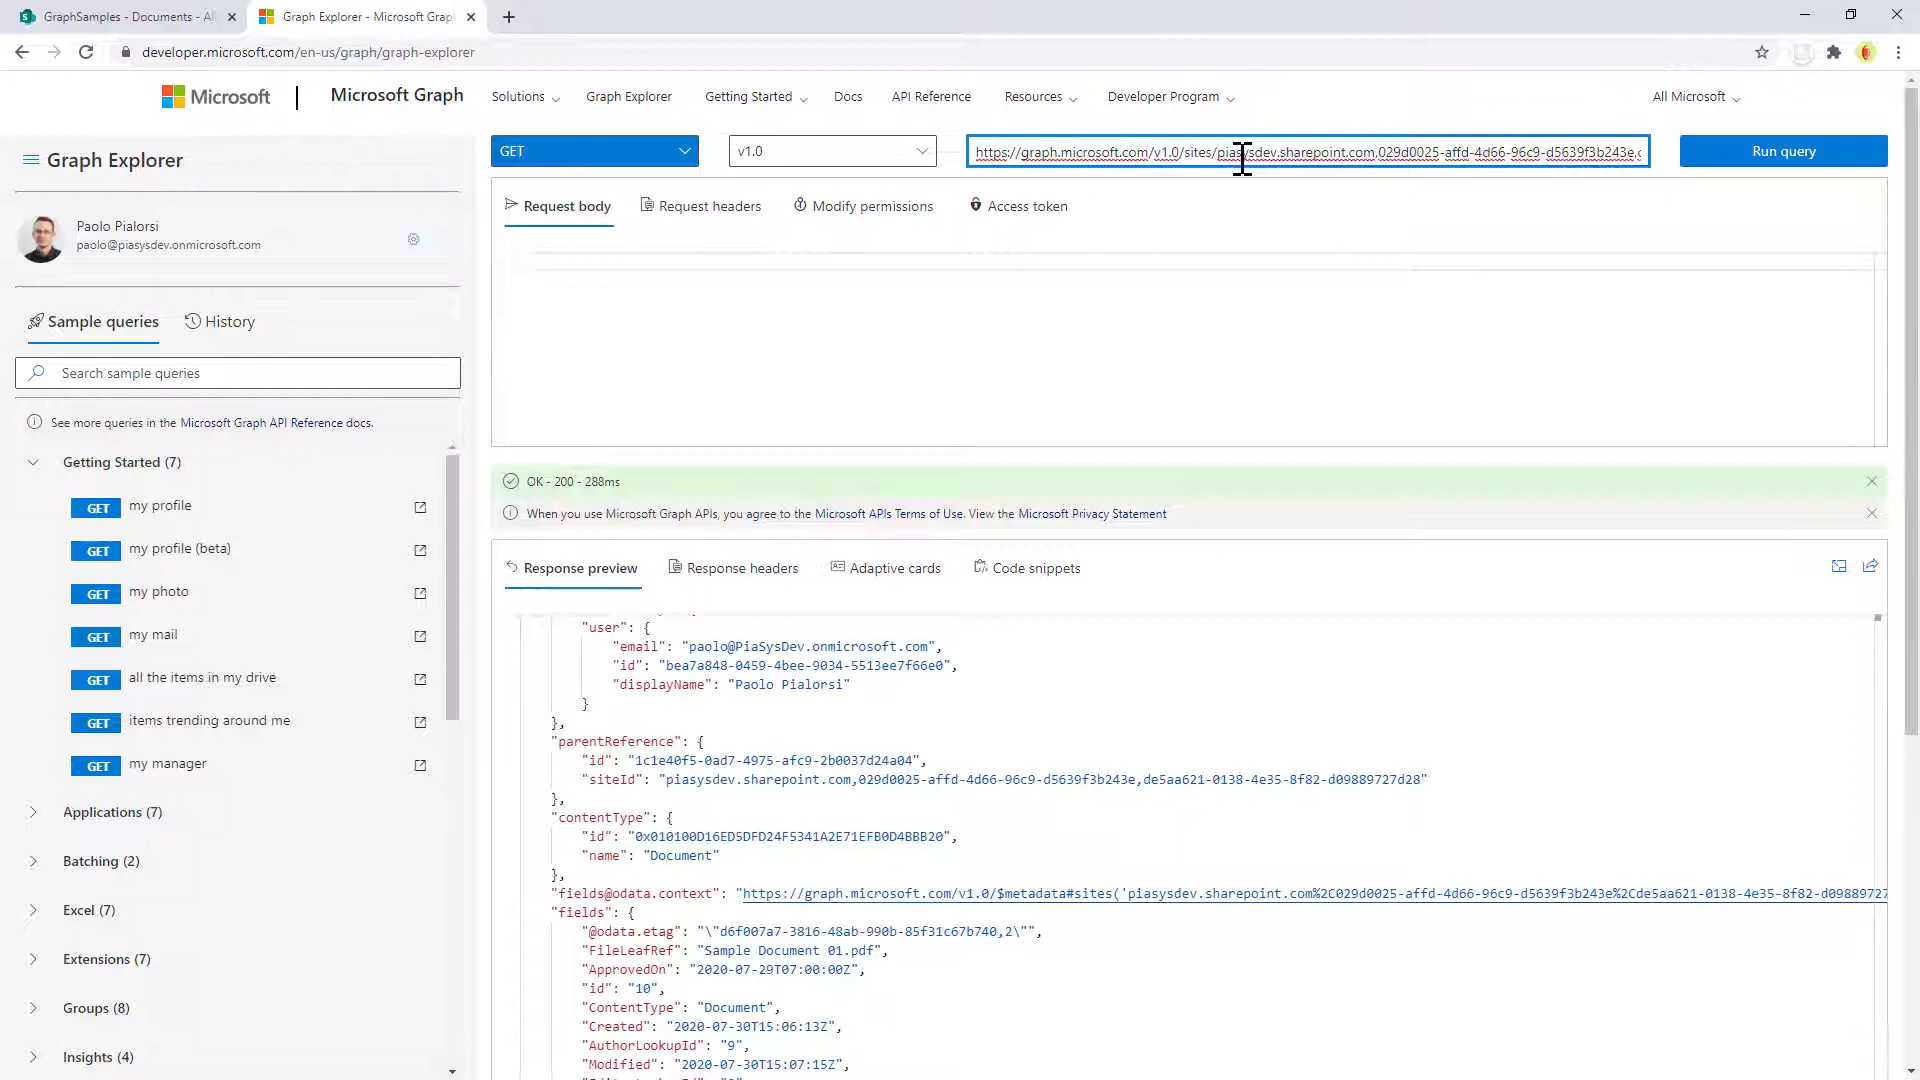 GraphSamples - Documents - Al
Graph Explorer - Microsoft Grap
developer.microsoft.com/en-us/graph/graph-explorer
Microsoft
Microsoft Graph
Solutions
Graph Explorer
Getting Started
Docs
API Reference
Resources
Developer Program
All Microsoft
Graph Explorer
GET
v1.0
https://graph.microsoft.com/v1.0/sites/piasysdev.sharepoint.com,029d0025-affd-4d66-96c9-d5639f3b243e,
Run query
Paolo Pialorsi
paolo@piasysdev.onmicrosoft.com
Request body
Request headers
Modify permissions
Access token
Sample queries
History
Search sample queries
See more queries in the Microsoft Graph API Reference docs.
Getting Started (7)
GET my profile
GET my profile (beta)
GET my photo
GET my mail
GET all the items in my drive
GET items trending around me
GET my manager
Applications (7)
Batching (2)
Excel (7)
Extensions (7)
Groups (8)
Insights (4)
OK - 200 - 288ms
When you use Microsoft Graph APIs, you agree to the Microsoft APIs Terms of Use. View the Microsoft Privacy Statement
Response preview
Response headers
Adaptive cards
Code snippets
"user": {
"email": "paolo@PiaSysDev.onmicrosoft.com",
"id": "bea7a848-0459-4bee-9034-5513ee7f66e0",
"displayName": "Paolo Pialorsi"
}
},
"parentReference": {
"id": "1c1e40f5-0ad7-4975-afc9-2b0037d24a04",
"siteId": "piasysdev.sharepoint.com,029d0025-affd-4d66-96c9-d5639f3b243e,de5aa621-0138-4e35-8f82-d09889727d28"
},
"contentType": {
"id": "0x010100D16ED5DFD24F5341A2E71EFB0D4BBB20",
"name": "Document"
},
"fields@odata.context": "https://graph.microsoft.com/v1.0/$metadata#sites('piasysdev.sharepoint.com%2C029d0025-affd-4d66-96c9-d5639f3b243e%2Cde5aa621-0138-4e35-8f82-d09889727
"fields": {
"@odata.etag": "\"d6f007a7-3816-48ab-990b-85f31c67b740,2\"",
"FileLeafRef": "Sample Document 01.pdf",
"ApprovedOn": "2020-07-29T07:00:00Z",
"id": "10",
"ContentType": "Document",
"Created": "2020-07-30T15:06:13Z",
"AuthorLookupId": "9",
"Modified": "2020-07-30T15:07:15Z",